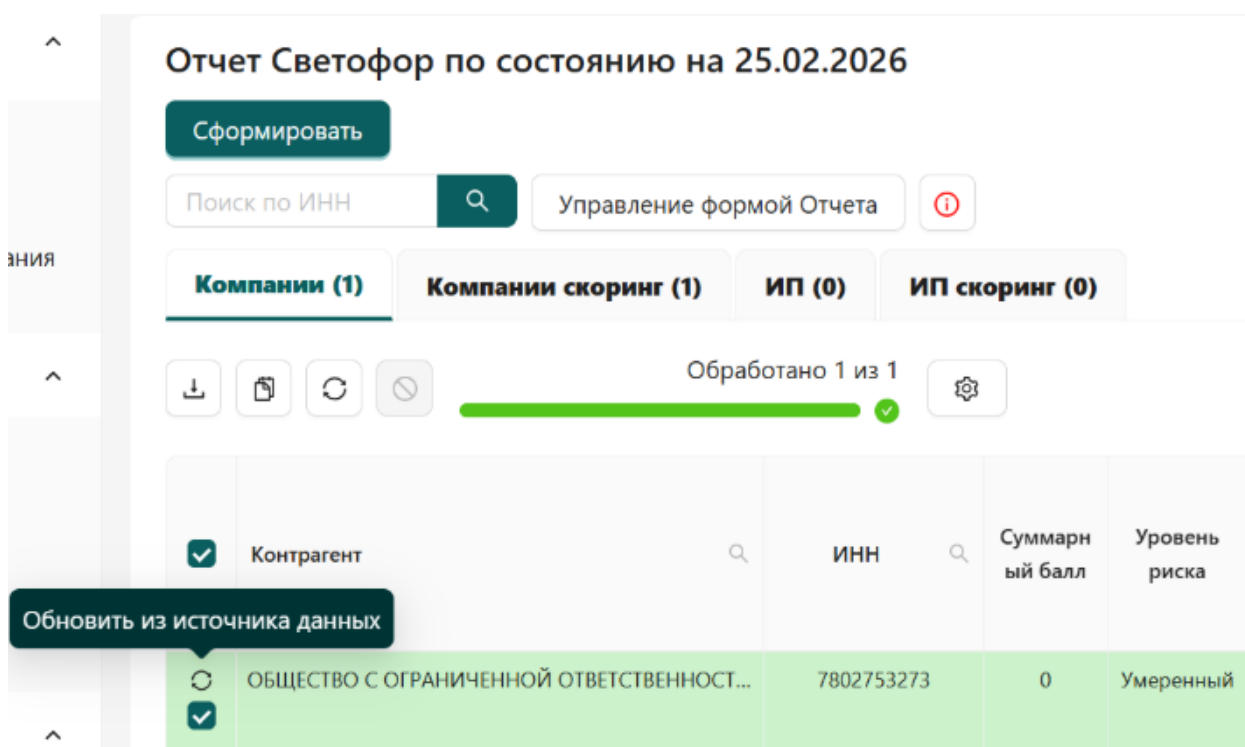 Отчет Светофор по состоянию на 25.02.2026
Сформировать
Поиск по ИНН
Управление формой Отчета
ания
Компании (1)
Компании скоринг (1)
ИП (0)
ИП скоринг (0)
Обработано 1 из 1
Контрагент
ИНН
Суммарн
ый балл
Уровень
риска
Обновить из источника данных
ОБЩЕСТВО С ОГРАНИЧЕННОЙ ОТВЕТСТВЕННОСТ...
7802753273
0
Умеренный